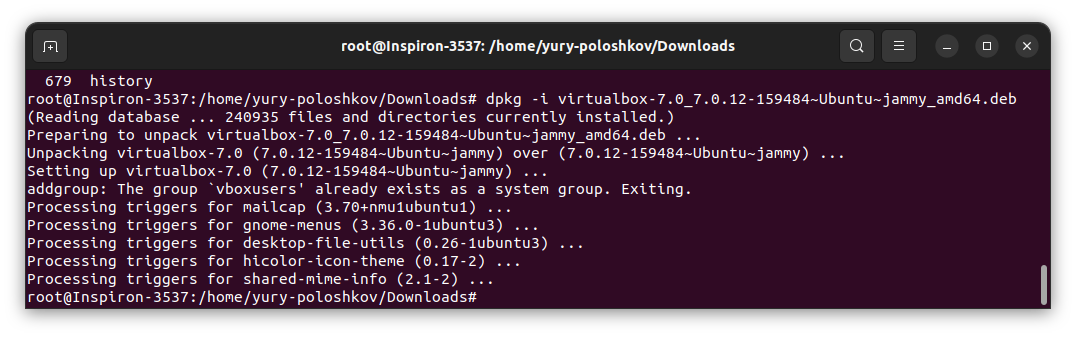 root@Inspiron-3537: /home/yury-poloshkov/Downloads
679  history
root@Inspiron-3537:/home/yury-poloshkov/Downloads# dpkg -i virtualbox-7.0_7.0.12-159484~Ubuntu~jammy_amd64.deb
(Reading database ... 240935 files and directories currently installed.)
Preparing to unpack virtualbox-7.0_7.0.12-159484~Ubuntu~jammy_amd64.deb ...
Unpacking virtualbox-7.0 (7.0.12-159484~Ubuntu~jammy) over (7.0.12-159484~Ubuntu~jammy) ...
Setting up virtualbox-7.0 (7.0.12-159484~Ubuntu~jammy) ...
addgroup: The group `vboxusers' already exists as a system group. Exiting.
Processing triggers for mailcap (3.70+nmu1ubuntu1) ...
Processing triggers for gnome-menus (3.36.0-1ubuntu3) ...
Processing triggers for desktop-file-utils (0.26-1ubuntu3) ...
Processing triggers for hicolor-icon-theme (0.17-2) ...
Processing triggers for shared-mime-info (2.1-2) ...
root@Inspiron-3537:/home/yury-poloshkov/Downloads#